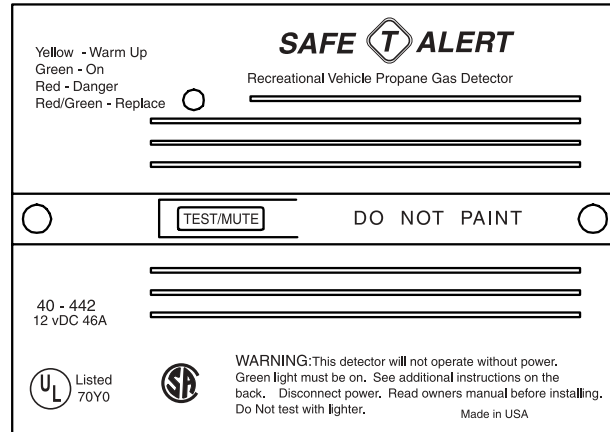 Yellow - Warm Up
Green - On
Red - Danger
Red/Green - Replace
SAFE T ALERT
Recreational Vehicle Propane Gas Detector
TEST/MUTE
DO NOT PAINT
40 - 442
12 vDC 46A
UL Listed
70Y0
SA
WARNING:This detector will not operate without power.
Green light must be on. See additional instructions on the
back. Disconnect power. Read owners manual before installing.
Do Not test with lighter.
Made in USA